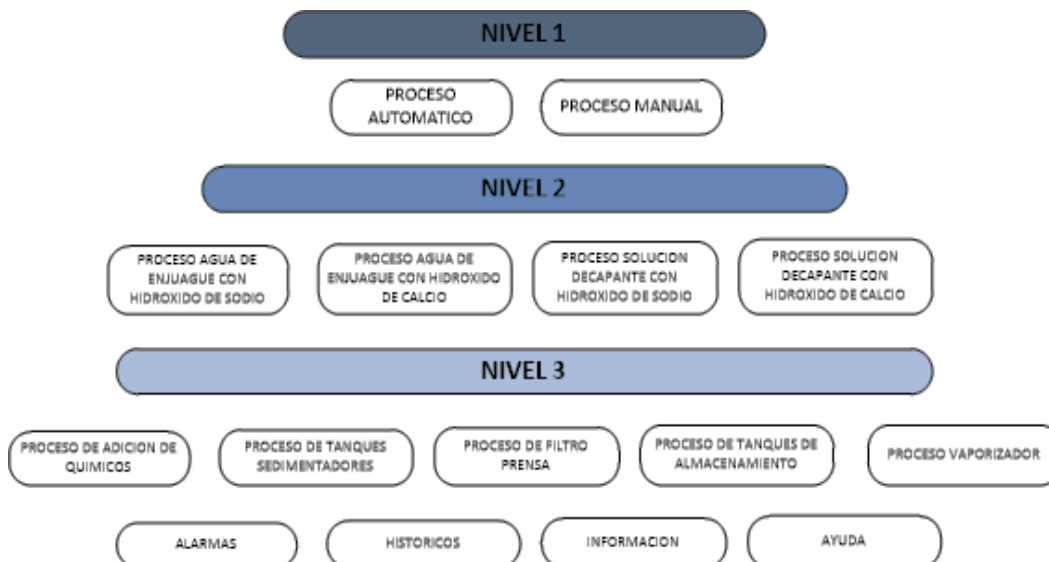 NIVEL 1
PROCESO
AUTOMATICO
PROCESO MANUAL
NIVEL 2
PROCESO AGUA DE
ENJUAGUE CON
HIDROXIDO DE SODIO
PROCESO AGUA DE
ENJUAGUE CON HIDROXIDO
DE CALCIO
PROCESO SOLUCION
DECAPANTE CON
HIDROXIDO DE SODIO
PROCESO SOLUCION
DECAPANTE CON
HIDROXIDO DE CALCIO
NIVEL 3
PROCESO DE ADICION DE
QUIMICOS
PROCESO DE TANQUES
SEDIMENTADORES
PROCESO DE FILTRO
PRENSA
PROCESO DE TANQUES DE
ALMACENAMIENTO
PROCESO VAPORIZADOR
ALARMAS
HISTORICOS
INFORMACION
AYUDA